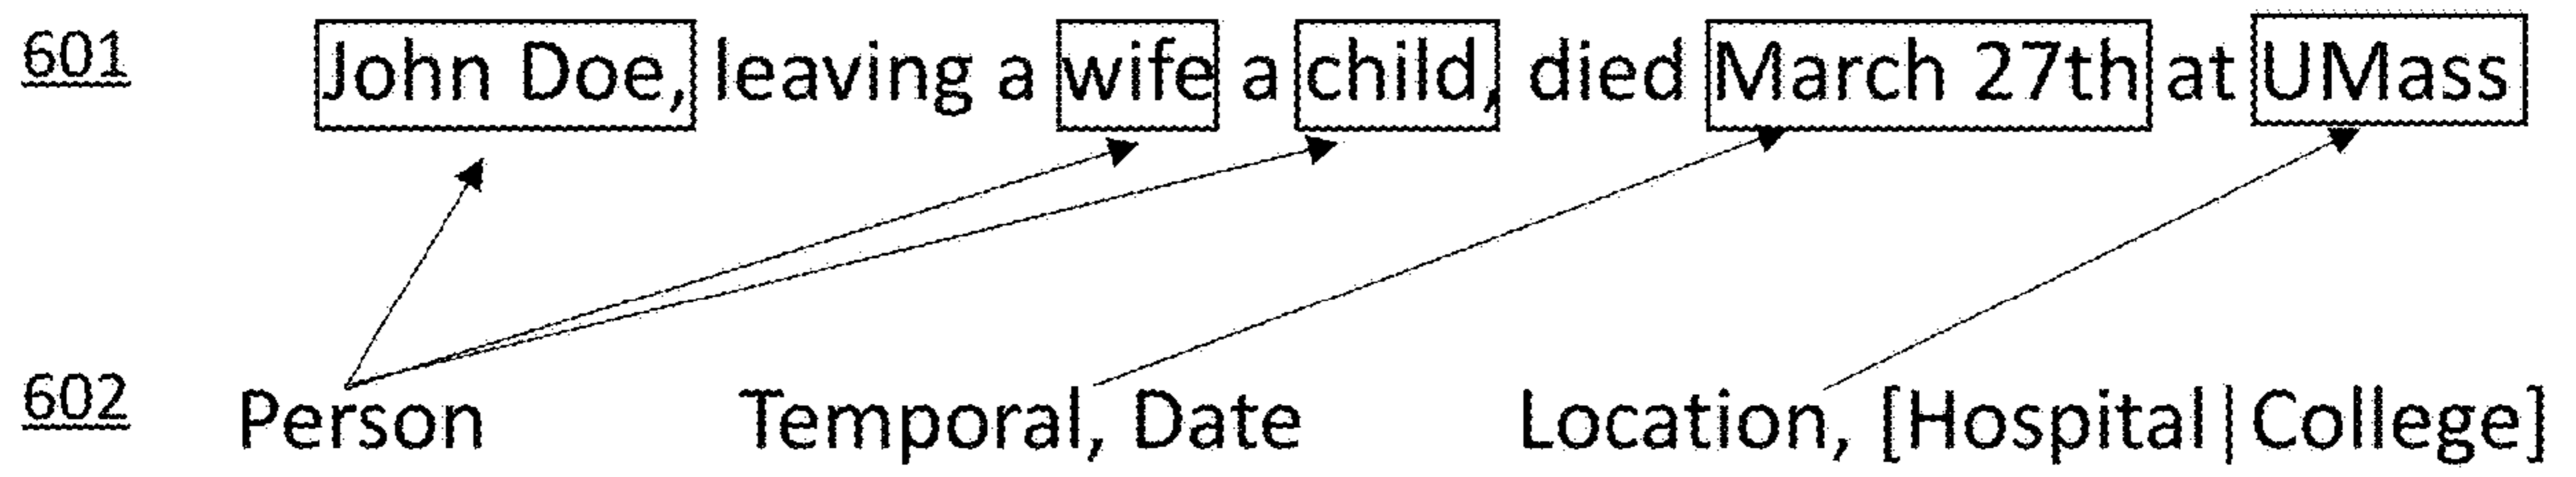 601 John Doe, leaving a wife a child, died March 27th at UMass
602 Person Temporal, Date Location, [Hospital|College]